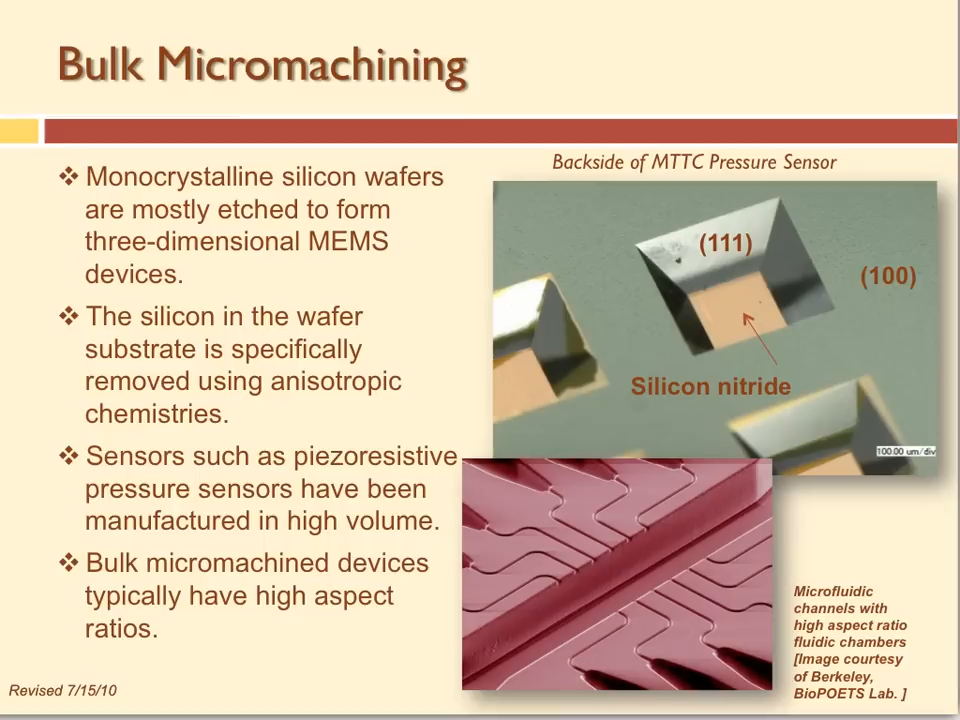 Bulk Micromachining
Backside of MTTC Pressure Sensor
❖ Monocrystalline silicon wafers
are mostly etched to form
three-dimensional MEMS
devices.
❖ The silicon in the wafer
substrate is specifically
removed using anisotropic
chemistries.
❖ Sensors such as piezoresistive
pressure sensors have been
manufactured in high volume.
❖ Bulk micromachined devices
typically have high aspect
ratios.
(111)
(100)
Silicon nitride
100.00 um/div
Microfluidic
channels with
high aspect ratio
fluidic chambers
[Image courtesy
of Berkeley,
BioPOETS Lab. ]
Revised 7/15/10